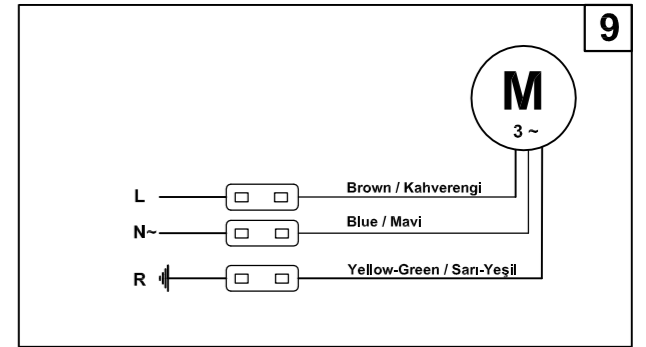 9
M
3 ~
L
Brown / Kahverengi
N~
Blue / Mavi
R
Yellow-Green / Sarı-Yeşil